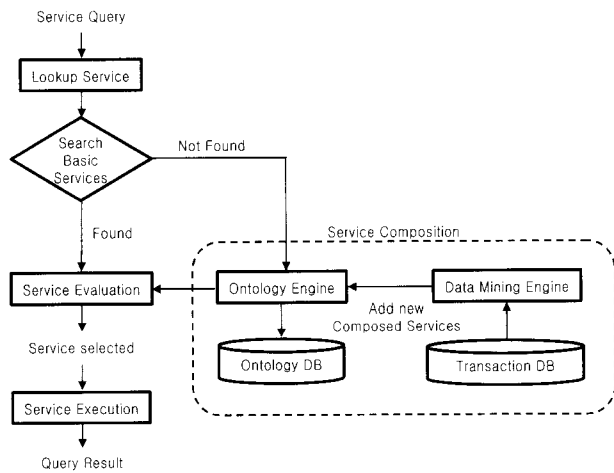 Service Query
Lookup Service
Search
Basic
Services
Not Found
Found
Service Composition
Service Evaluation
Ontology Engine
Data Mining Engine
Add new
Composed Services
Service selected
Ontology DB
Transaction DB
Service Execution
Query Result